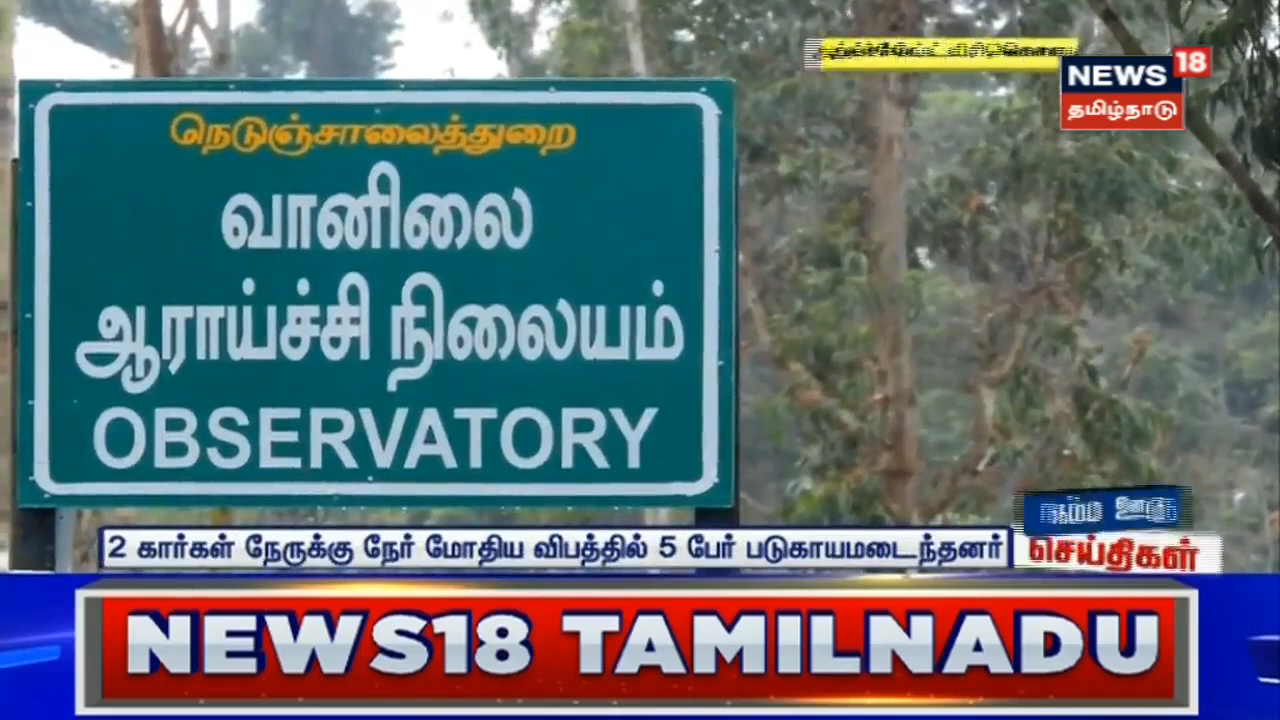 NEWS 18
தமிழ்நாடு
நெடுஞ்சாலைத்துறை
வானிலை
ஆராய்ச்சி நிலையம்
OBSERVATORY
நம்ம ஊரு
2 கார்கள் நேருக்கு நேர் மோதிய விபத்தில் 5 பேர் படுகாயமடைந்தனர்
செய்திகள்
NEWS18 TAMILNADU